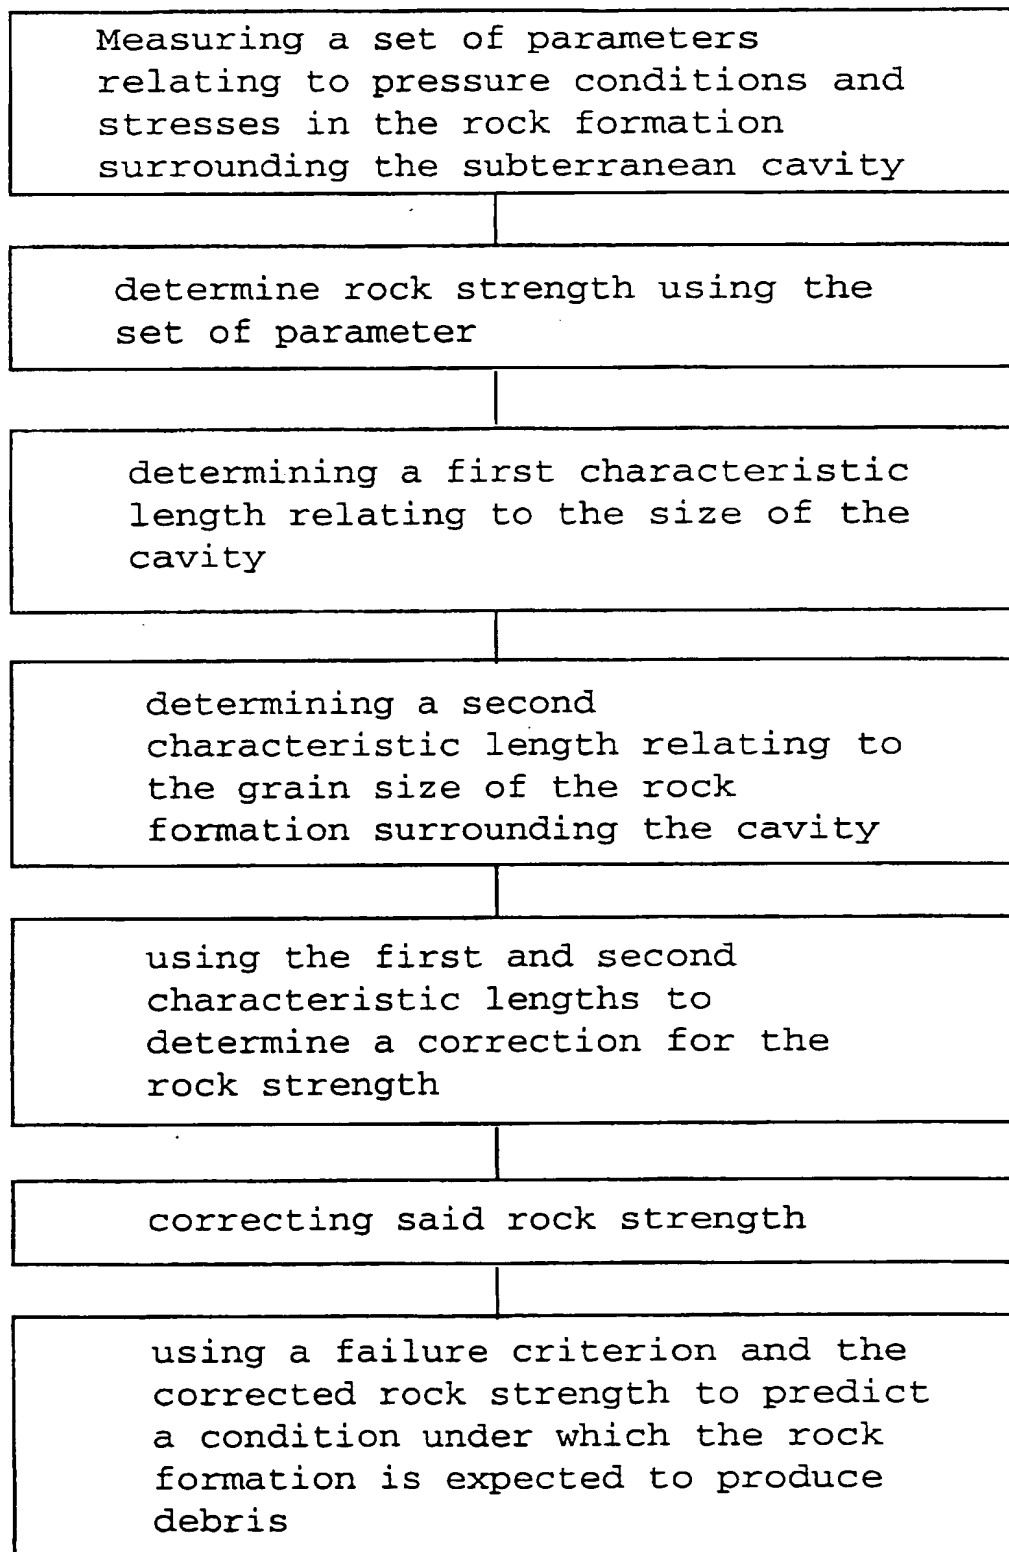 Measuring a set of parameters
relating to pressure conditions and
stresses in the rock formation
surrounding the subterranean cavity
determine rock strength using the
set of parameter
determining a first characteristic
length relating to the size of the
cavity
determining a second
characteristic length relating to
the grain size of the rock
formation surrounding the cavity
using the first and second
characteristic lengths to
determine a correction for the
rock strength
correcting said rock strength
using a failure criterion and the
corrected rock strength to predict
a condition under which the rock
formation is expected to produce
debris